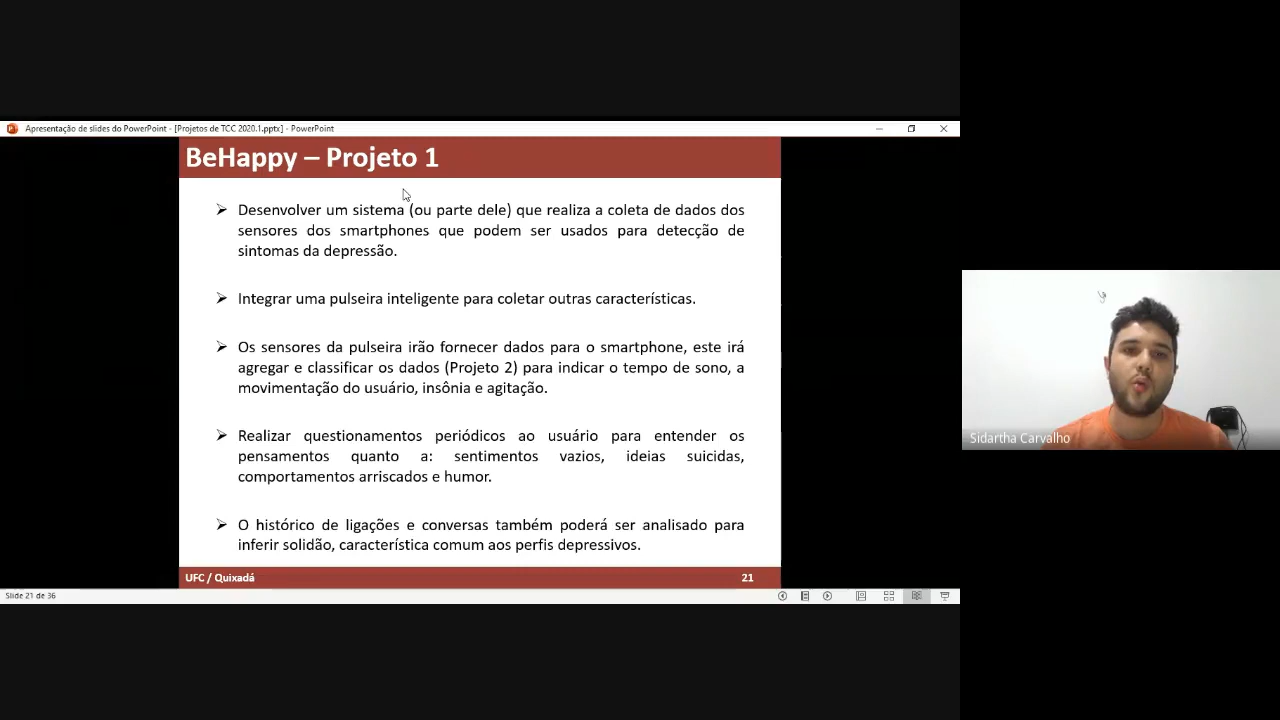 Apresentação de slides do PowerPoint - [Projetos de TCC 2020.1.pptx] - PowerPoint
BeHappy – Projeto 1
Desenvolver um sistema (ou parte dele) que realiza a coleta de dados dos
sensores dos smartphones que podem ser usados para detecção de
sintomas da depressão.
Integrar uma pulseira inteligente para coletar outras características.
Os sensores da pulseira irão fornecer dados para o smartphone, este irá
agregar e classificar os dados (Projeto 2) para indicar o tempo de sono, a
movimentação do usuário, insônia e agitação.
Realizar questionamentos periódicos ao usuário para entender os
pensamentos quanto a: sentimentos vazios, ideias suicidas,
comportamentos arriscados e humor.
O histórico de ligações e conversas também poderá ser analisado para
inferir solidão, característica comum aos perfis depressivos.
UFC / Quixadá
21
Slide 21 de 36
Sidartha Carvalho